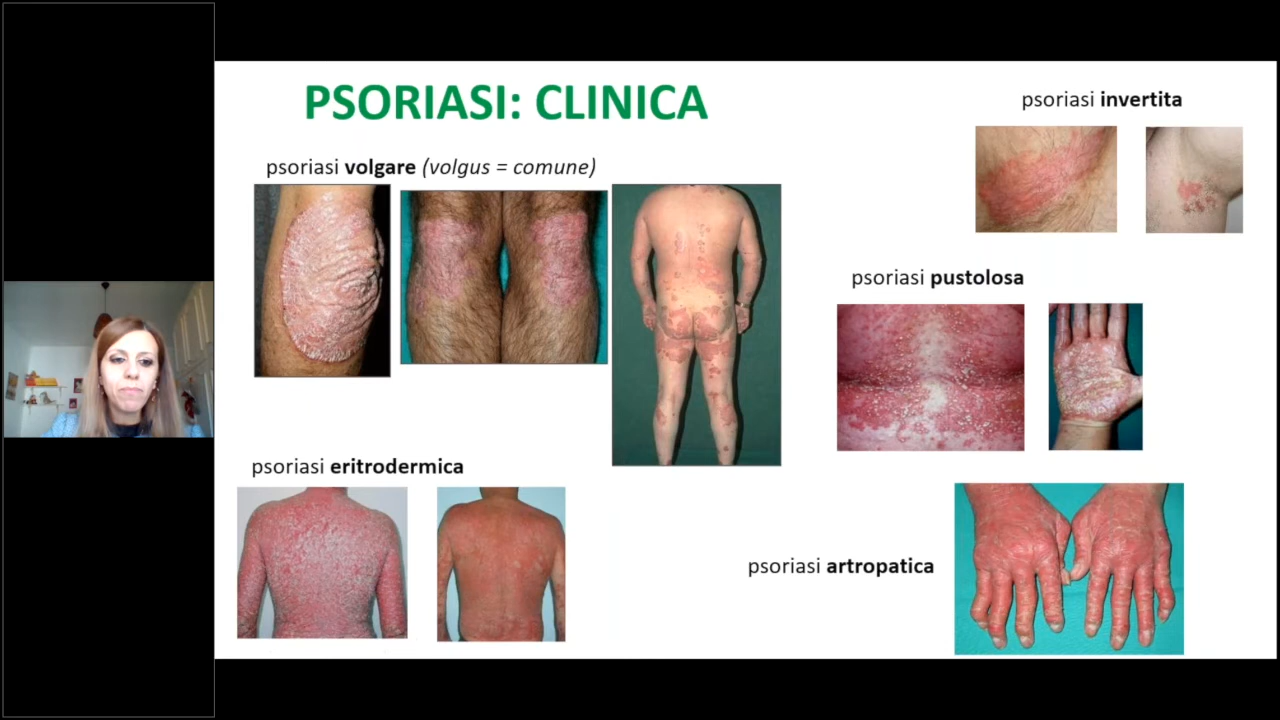 PSORIASI: CLINICA
psoriasi invertita
psoriasi volgare (volgus = comune)
psoriasi pustolosa
psoriasi eritrodermica
psoriasi artropatica